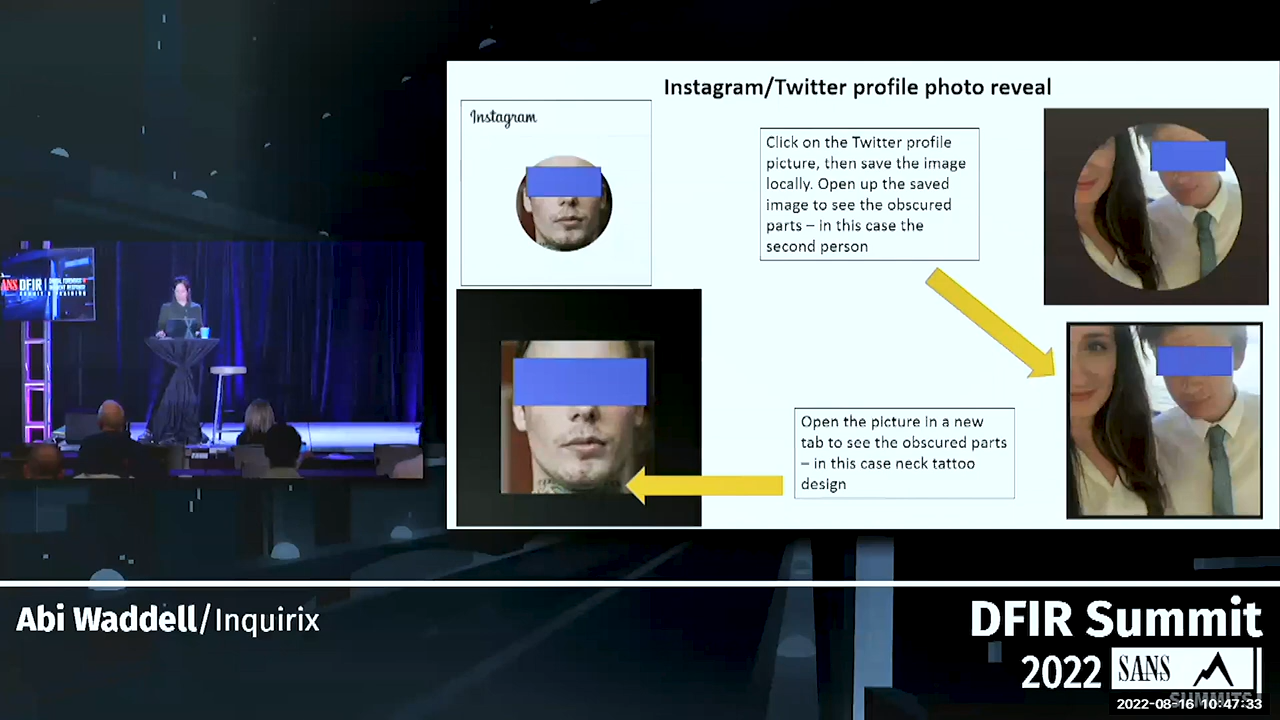 Instagram/Twitter profile photo reveal
Instagram
Click on the Twitter profile
picture, then save the image
locally. Open up the saved
image to see the obscured
parts – in this case the
second person
Open the picture in a new
tab to see the obscured parts
– in this case neck tattoo
design
DFIR
Abi Waddell/Inquirix
DFIR Summit
2022 SANS
SUMMITS
2022-08-16 10:47:33